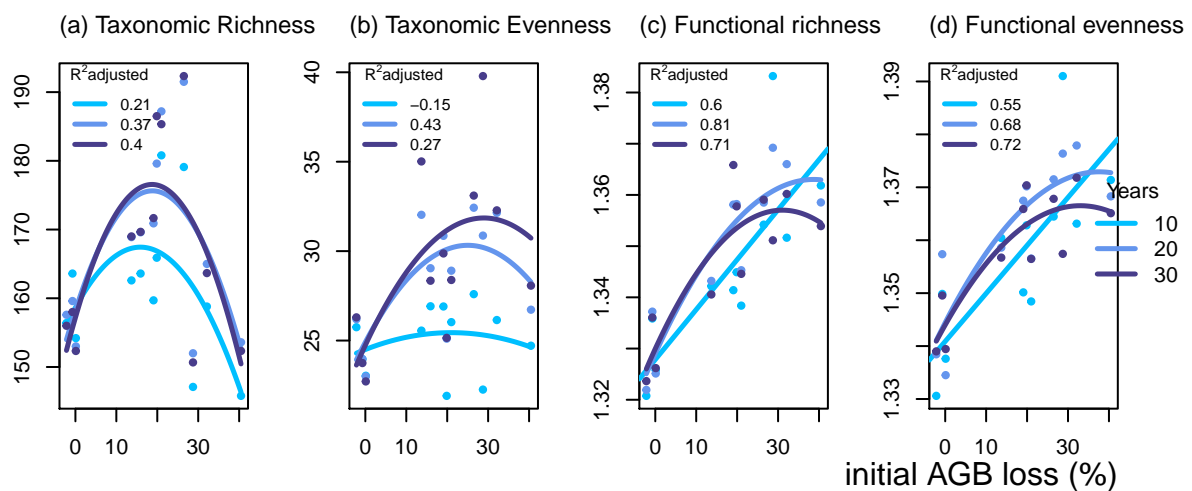 (a) Taxonomic Richness (b) Taxonomic Evenness (c) Functional richness (d) Functional evenness
R²adjusted
0.21
0.37
0.4
150 160 170 180 190
0 10 30
R²adjusted
−0.15
0.43
0.27
25 30 35 40
0 10 30
R²adjusted
0.6
0.81
0.71
1.32 1.34 1.36 1.38
0 10 30
R²adjusted
0.55
0.68
0.72
1.33 1.35 1.37 1.39
0 10 30
Years
10
20
30
initial AGB loss (%)